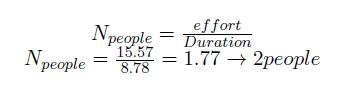 N_people = effort / Duration
N_people = 15.57 / 8.78 = 1.77 → 2people